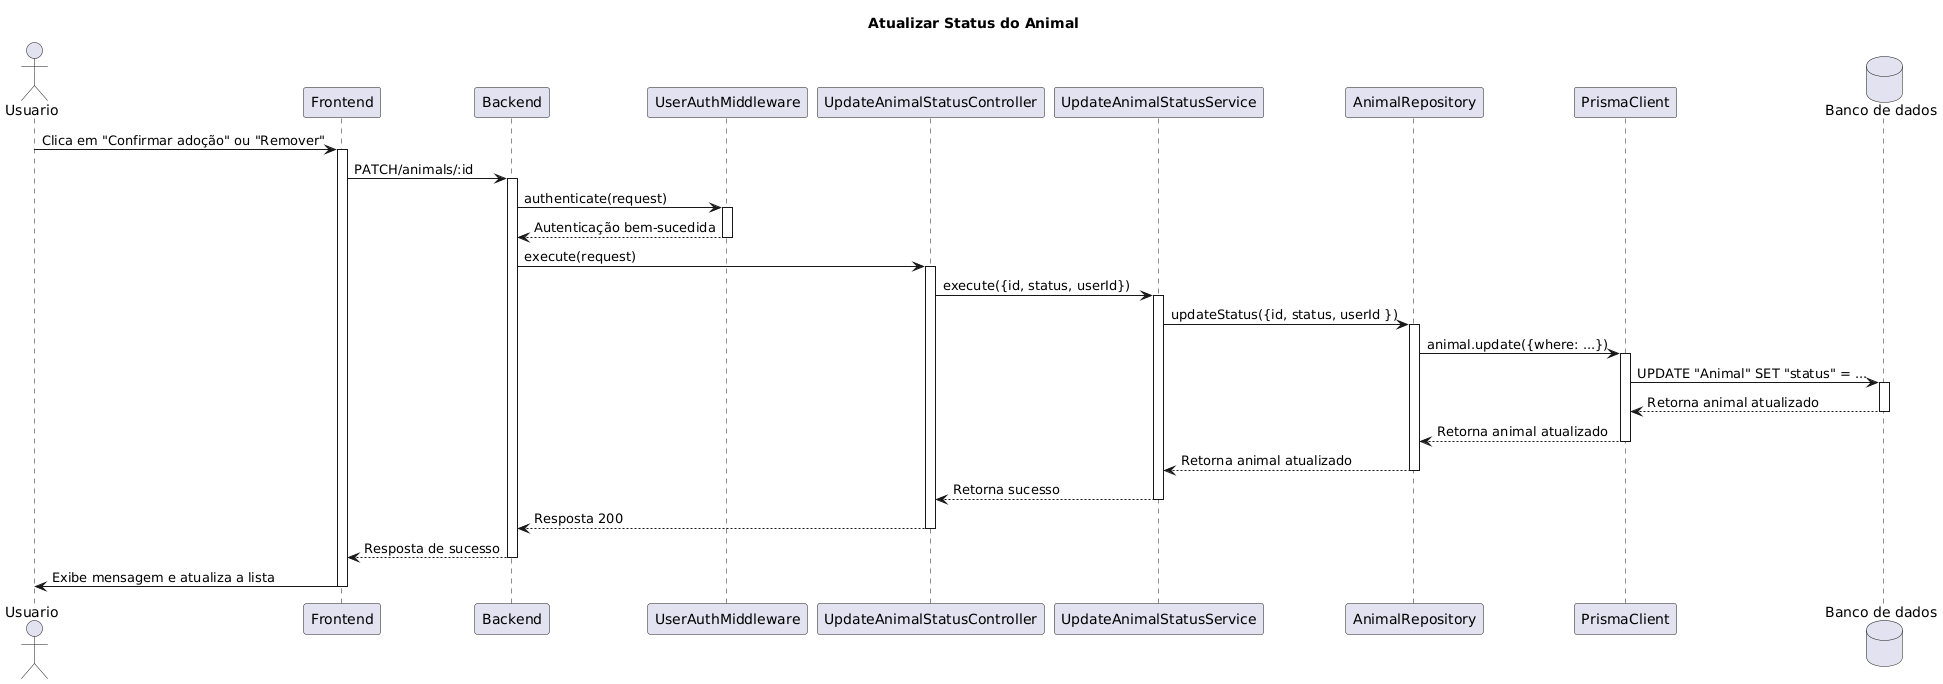 Atualizar Status do Animal
Usuario
Frontend
Backend
UserAuthMiddleware
UpdateAnimalStatusController
UpdateAnimalStatusService
AnimalRepository
PrismaClient
Banco de dados
Clica em "Confirmar adoção" ou "Remover"
PATCH/animals/:id
authenticate(request)
Autenticação bem-sucedida
execute(request)
execute({id, status, userId})
updateStatus({id, status, userId })
animal.update({where: ...})
UPDATE "Animal" SET "status" = ...
Retorna animal atualizado
Retorna animal atualizado
Retorna animal atualizado
Retorna sucesso
Resposta 200
Resposta de sucesso
Exibe mensagem e atualiza a lista
Usuario
Frontend
Backend
UserAuthMiddleware
UpdateAnimalStatusController
UpdateAnimalStatusService
AnimalRepository
PrismaClient
Banco de dados